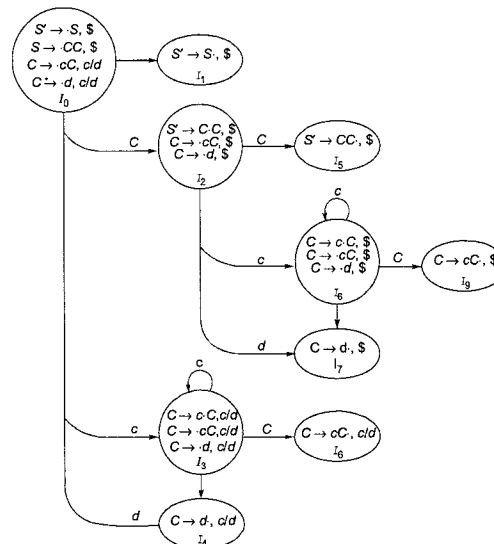 S' → ·S, $
S → ·CC, $
C → ·cC, c/d
C → ·d, c/d
I0
S' → S·, $
I1
C
S' → C·C, $
C → ·cC, $
C → ·d, $
I2
C
S' → CC·, $
I5
c
c
C → c·C, $
C → ·cC, $
C → ·d, $
I6
C
C → cC·, $
I9
d
C → d·, $
I7
c
c
C → c·C,c/d
C → ·cC,c/d
C → ·d, c/d
I3
C
C → cC·, c/d
I6
d
C → d·, c/d
I4